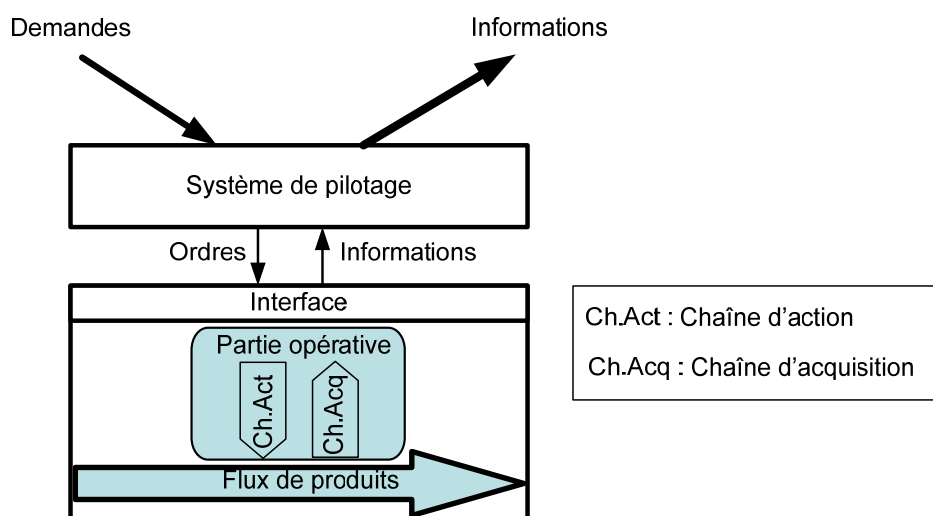 Demandes
Informations
Système de pilotage
Ordres
Informations
Interface
Partie opérative
Ch.Act
Ch.Acq
Flux de produits
Ch.Act : Chaîne d'action
Ch.Acq : Chaîne d'acquisition